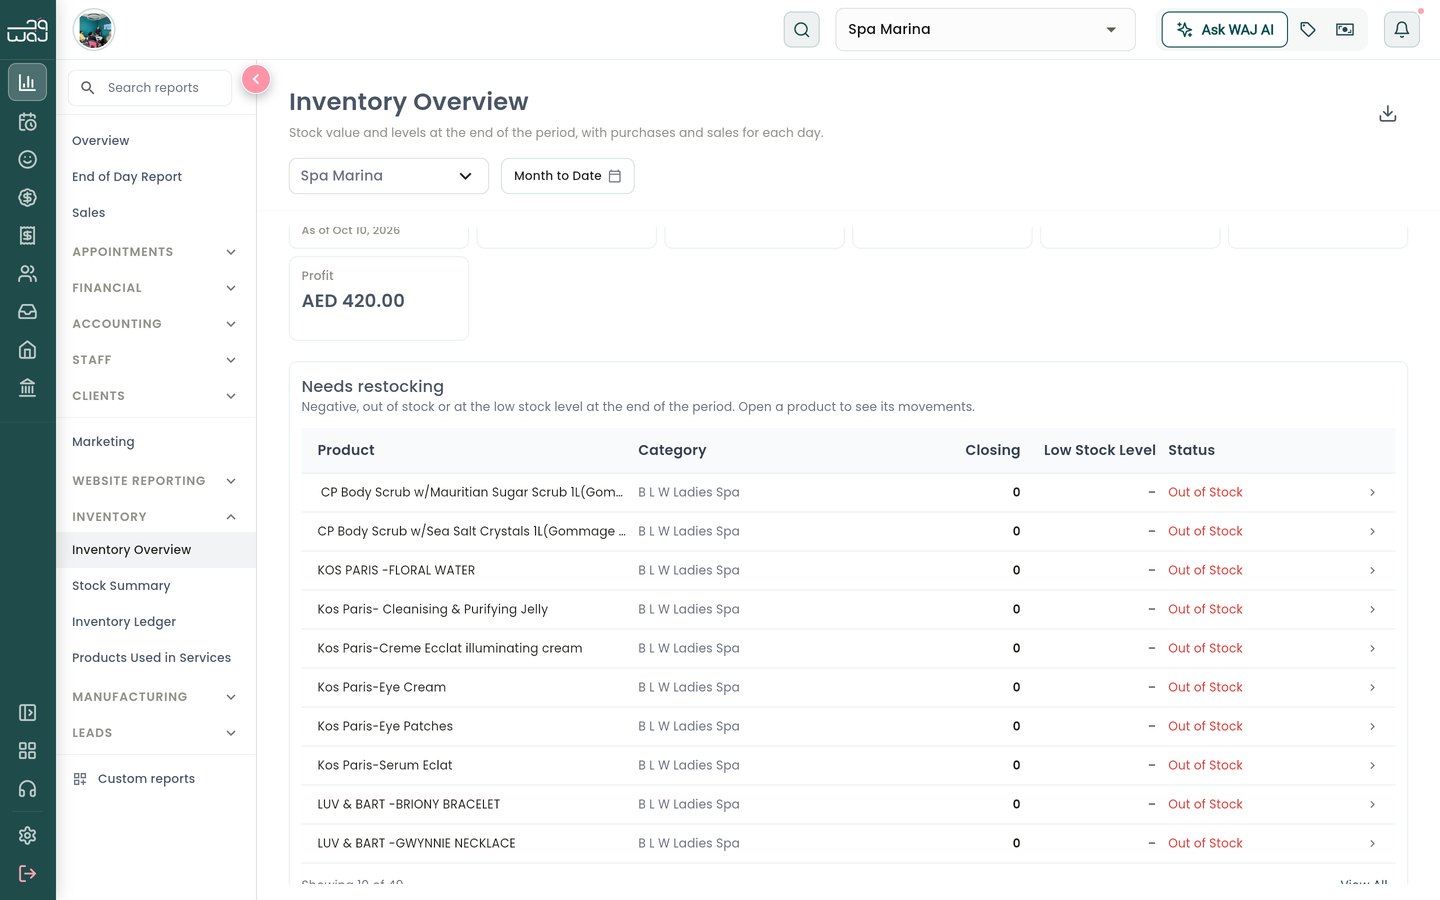 waj
Spa Marina
Ask WAJ AI
Search reports
Overview
End of Day Report
Sales
APPOINTMENTS
FINANCIAL
ACCOUNTING
STAFF
CLIENTS
Marketing
WEBSITE REPORTING
INVENTORY
Inventory Overview
Stock Summary
Inventory Ledger
Products Used in Services
MANUFACTURING
LEADS
Custom reports
Inventory Overview
Stock value and levels at the end of the period, with purchases and sales for each day.
Spa Marina
Month to Date
As of Oct 10, 2026
Profit
AED 420.00
Needs restocking
Negative, out of stock or at the low stock level at the end of the period. Open a product to see its movements.
Product Category Closing Low Stock Level Status
CP Body Scrub w/Mauritian Sugar Scrub 1L(Gom... B L W Ladies Spa 0 – Out of Stock
CP Body Scrub w/Sea Salt Crystals 1L(Gommage ... B L W Ladies Spa 0 – Out of Stock
KOS PARIS -FLORAL WATER B L W Ladies Spa 0 – Out of Stock
Kos Paris- Cleanising & Purifying Jelly B L W Ladies Spa 0 – Out of Stock
Kos Paris-Creme Ecclat illuminating cream B L W Ladies Spa 0 – Out of Stock
Kos Paris-Eye Cream B L W Ladies Spa 0 – Out of Stock
Kos Paris-Eye Patches B L W Ladies Spa 0 – Out of Stock
Kos Paris-Serum Eclat B L W Ladies Spa 0 – Out of Stock
LUV & BART -BRIONY BRACELET B L W Ladies Spa 0 – Out of Stock
LUV & BART -GWYNNIE NECKLACE B L W Ladies Spa 0 – Out of Stock
Showing 10 of 49 View All